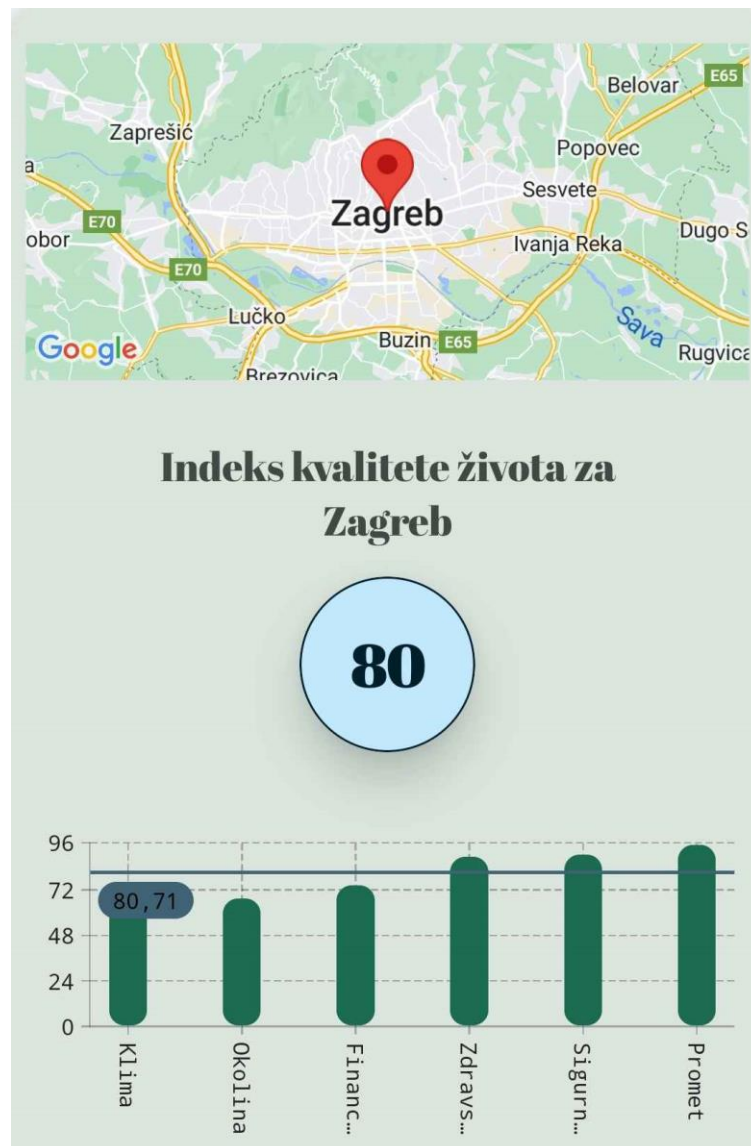 Belovar
E65
Zaprešić
Popovec
a
Sesvete
Zagreb
E70
obor
Dugo S
Ivanja Reka
E70
Lučko
Sava
Buzin
E65
Google
Rugvica
Brezovica
Indeks kvalitete života za
Zagreb
80
96
80,71
72
48
24
0
Klima
Okolina
Financ…
Zdravs…
Sigurn…
Promet